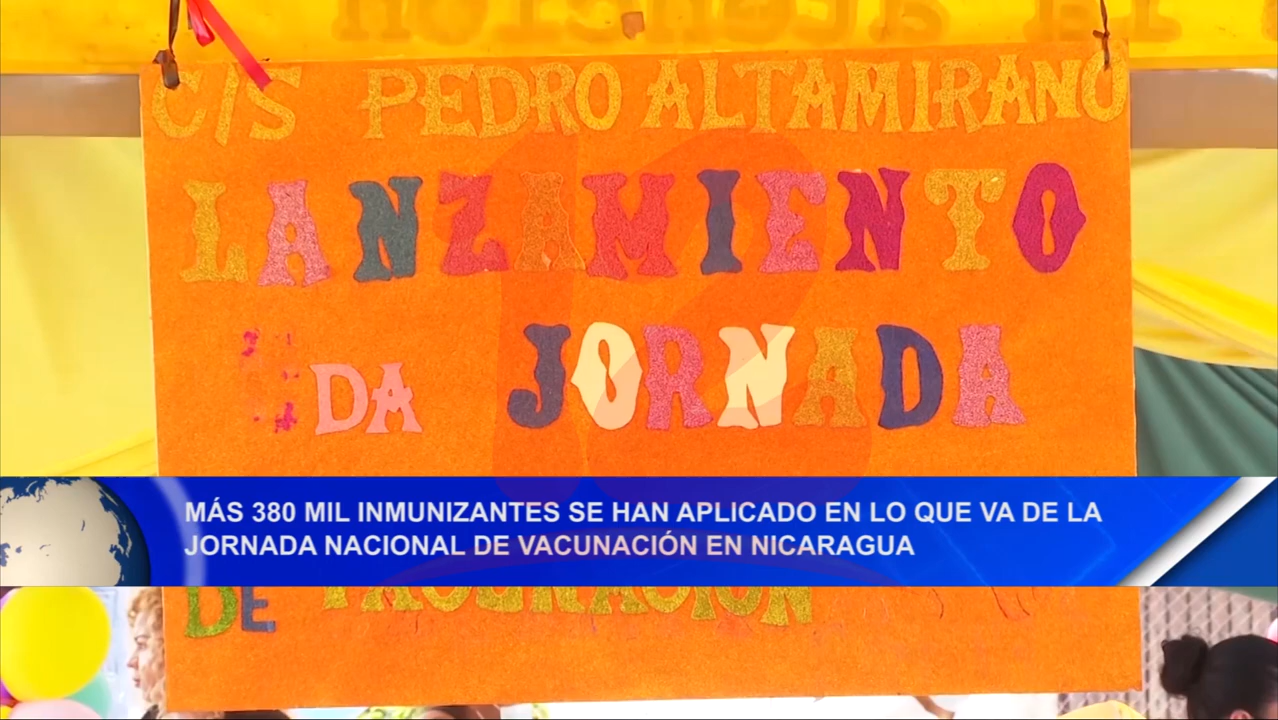 C/S PEDRO ALTAMIRANO
LANZAMIENTO
DA JORNADA
MÁS 380 MIL INMUNIZANTES SE HAN APLICADO EN LO QUE VA DE LA
JORNADA NACIONAL DE VACUNACIÓN EN NICARAGUA
DE